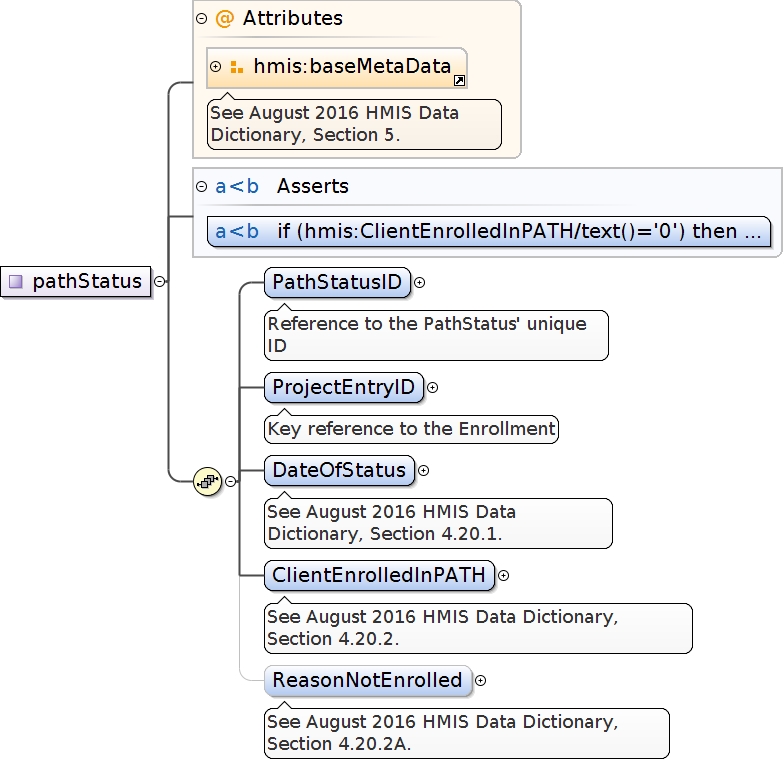 @ Attributes
hmis:baseMetaData
See August 2016 HMIS Data
Dictionary, Section 5.
a<b Asserts
a<b if (hmis:ClientEnrolledInPATH/text()='0') then ...
pathStatus
PathStatusID
Reference to the PathStatus' unique
ID
ProjectEntryID
Key reference to the Enrollment
DateOfStatus
See August 2016 HMIS Data
Dictionary, Section 4.20.1.
ClientEnrolledInPATH
See August 2016 HMIS Data Dictionary,
Section 4.20.2.
ReasonNotEnrolled
See August 2016 HMIS Data Dictionary,
Section 4.20.2A.